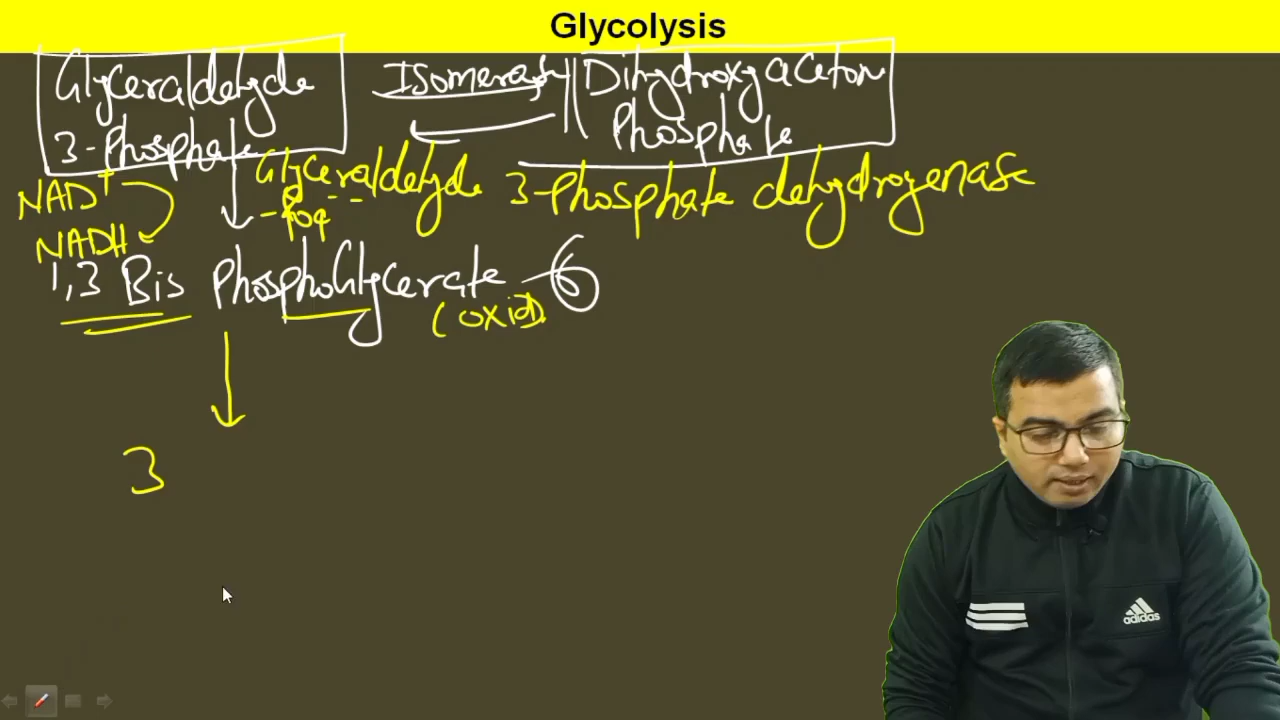 Glycolysis
Glyceraldehyde
3-Phosphate
Isomerase
Dihydroxyaceton
Phosphate
NAD+
NADH
Glyceraldehyde 3-Phosphate dehydrogenase
1,3 Bis PhosphoGlycerate - 6
(oxid)
3
adidas